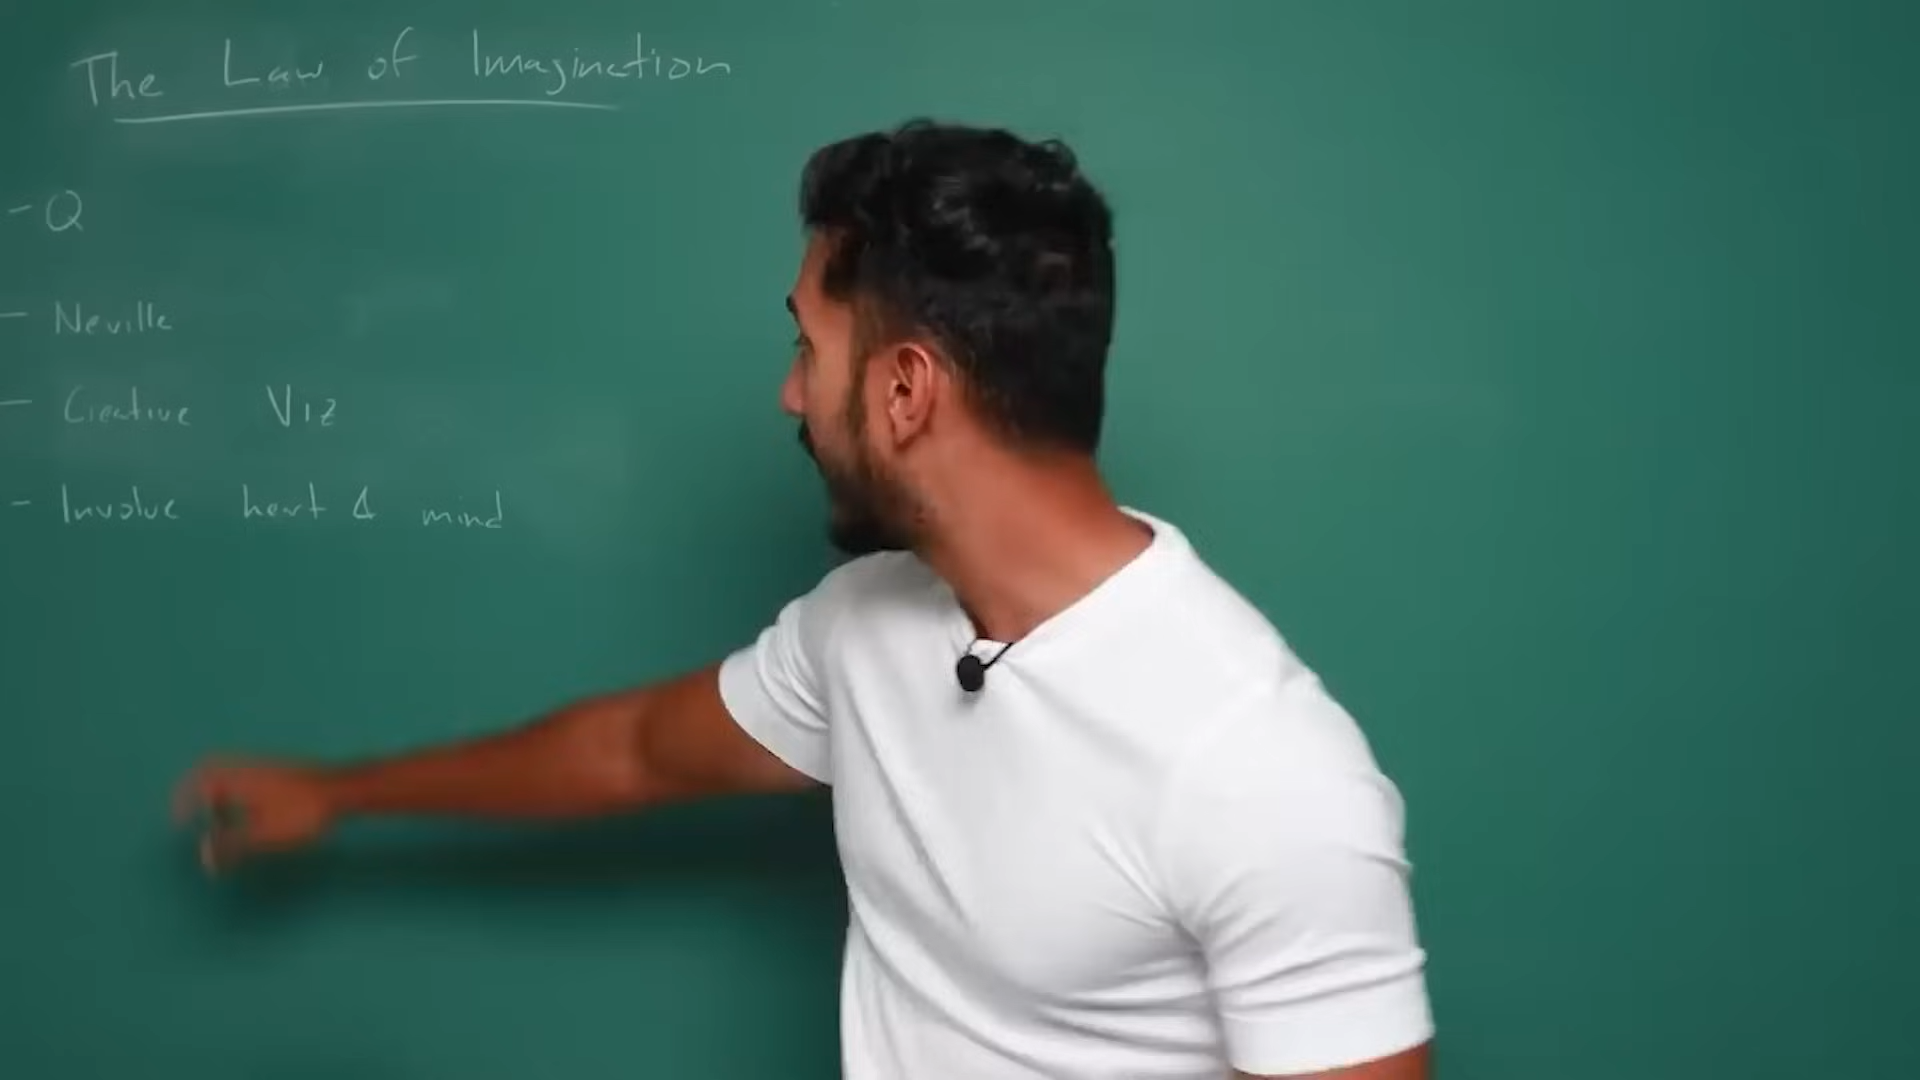 The Law of Imagination
- Q
- Neville
- Creative Viz
- Involve heart & mind